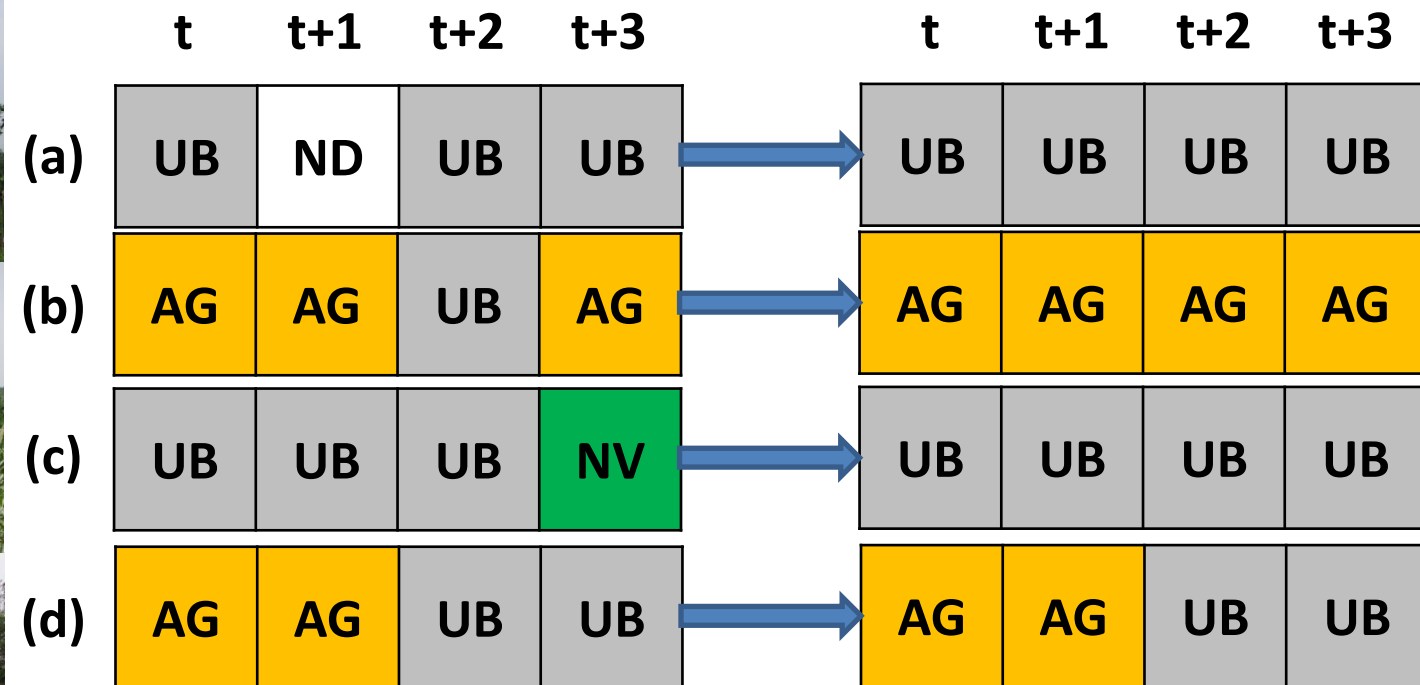 t t+1 t+2 t+3 t t+1 t+2 t+3
(a) UB ND UB UB UB UB UB UB
(b) AG AG UB AG AG AG AG AG
(c) UB UB UB NV UB UB UB UB
(d) AG AG UB UB AG AG UB UB